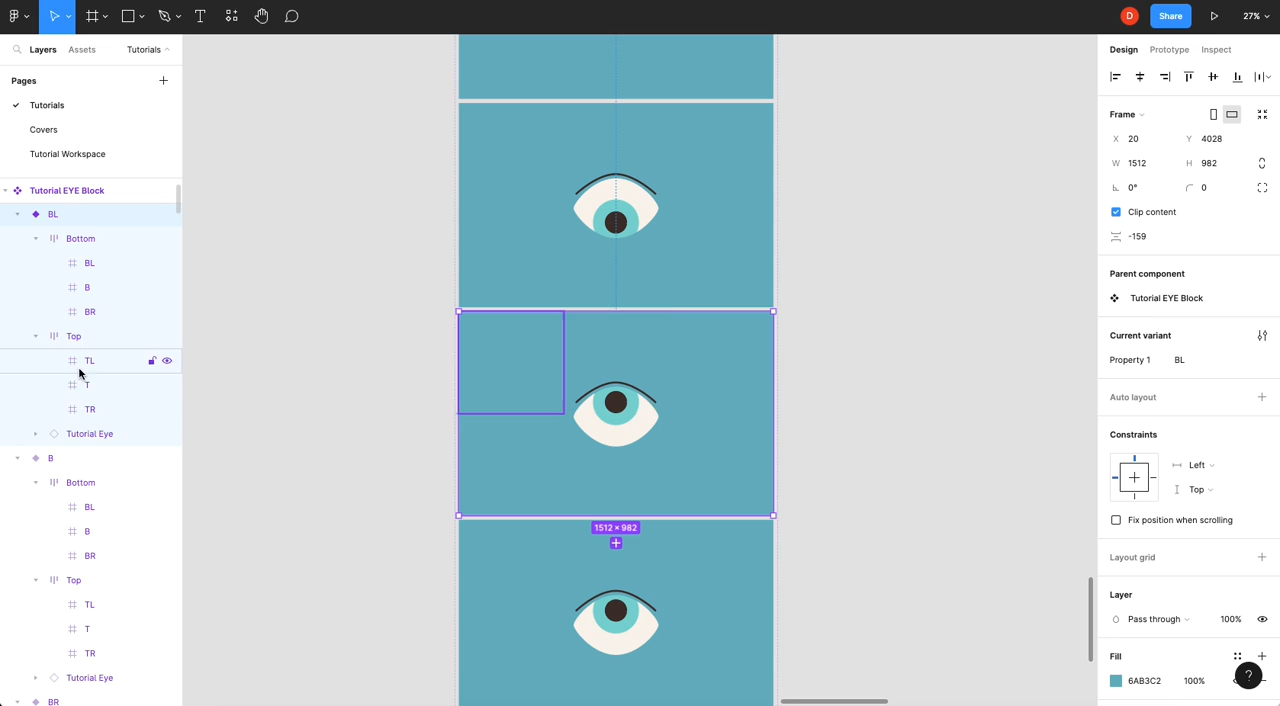 D
Share
27%
Layers
Assets
Tutorials
Design
Prototype
Inspect
Pages
Tutorials
Covers
Tutorial Workspace
Tutorial EYE Block
BL
Bottom
BL
B
BR
Top
TL
T
TR
Tutorial Eye
B
Bottom
BL
B
BR
Top
TL
T
TR
Tutorial Eye
BR
1512 × 982
Frame
X 20 Y 4028
W 1512 H 982
0° 0
Clip content
-159
Parent component
Tutorial EYE Block
Current variant
Property 1 BL
Auto layout
Constraints
Left
Top
Fix position when scrolling
Layout grid
Layer
Pass through 100%
Fill
6AB3C2 100%
?